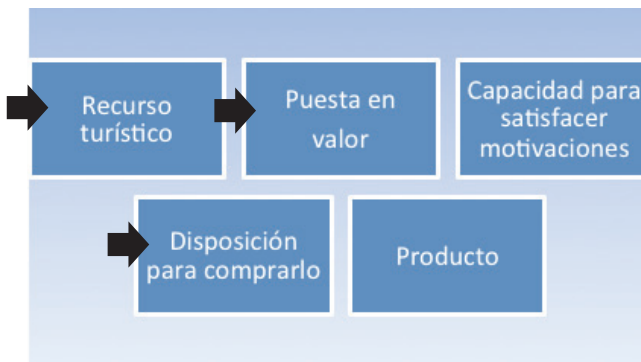 Recurso
turístico
Puesta en
valor
Capacidad para
satisfacer
motivaciones
Disposición
para comprarlo
Producto